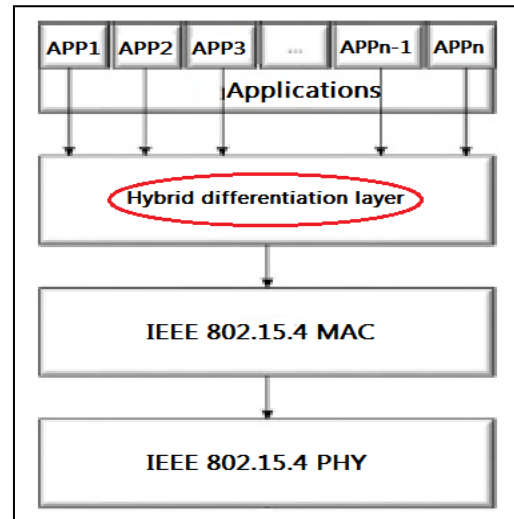 APP1 APP2 APP3 ... APPn-1 APPn
Applications
Hybrid differentiation layer
IEEE 802.15.4 MAC
IEEE 802.15.4 PHY